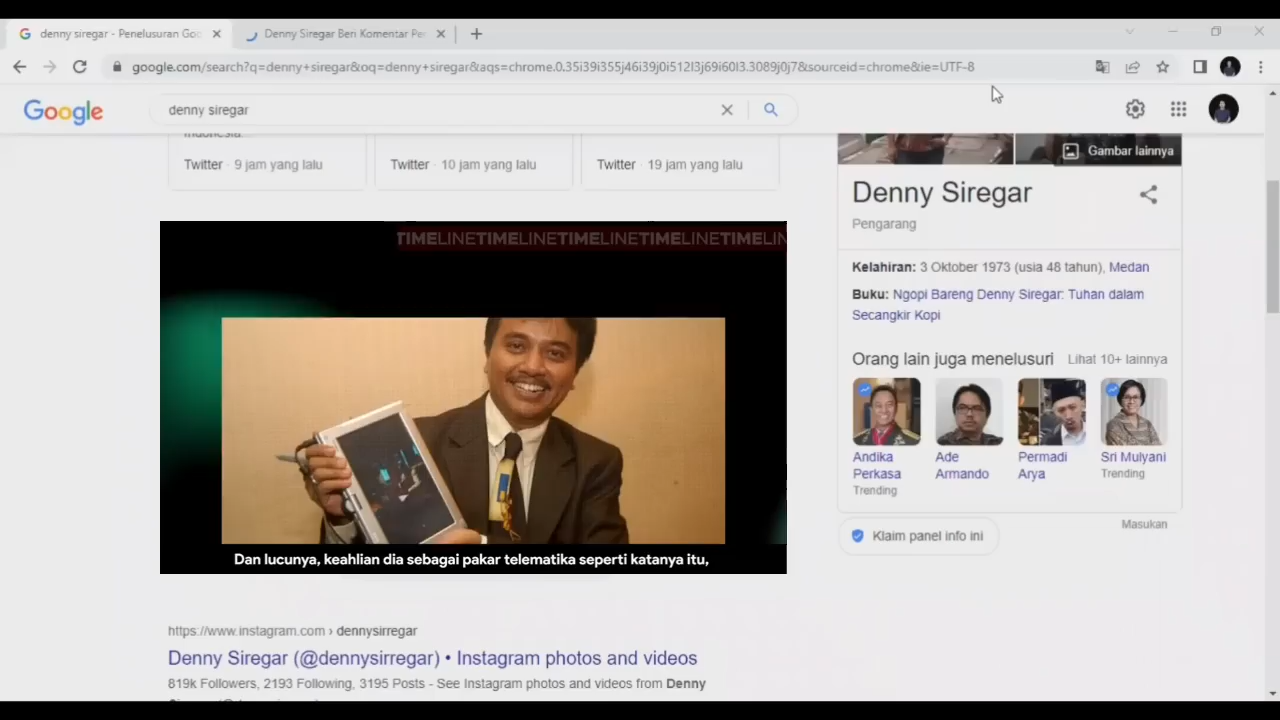 denny siregar - Penelusuran Goo
Denny Siregar Beri Komentar Per
google.com/search?q=denny+siregar&oq=denny+siregar&aqs=chrome.0.35i39i355j46i39j0i512l3j69i60l3.3089j0j7&sourceid=chrome&ie=UTF-8
Google
denny siregar
Twitter · 9 jam yang lalu
Twitter · 10 jam yang lalu
Twitter · 19 jam yang lalu
Gambar lainnya
Denny Siregar
Pengarang
TIMELINETIMELINETIMELINETIMELINETIMELIN
Kelahiran: 3 Oktober 1973 (usia 48 tahun), Medan
Buku: Ngopi Bareng Denny Siregar: Tuhan dalam
Secangkir Kopi
Orang lain juga menelusuri
Lihat 10+ lainnya
Andika
Perkasa
Trending
Ade
Armando
Permadi
Arya
Sri Mulyani
Trending
Masukan
Klaim panel info ini
Dan lucunya, keahlian dia sebagai pakar telematika seperti katanya itu,
https://www.instagram.com › dennysirregar
Denny Siregar (@dennysirregar) • Instagram photos and videos
819k Followers, 2193 Following, 3195 Posts - See Instagram photos and videos from Denny